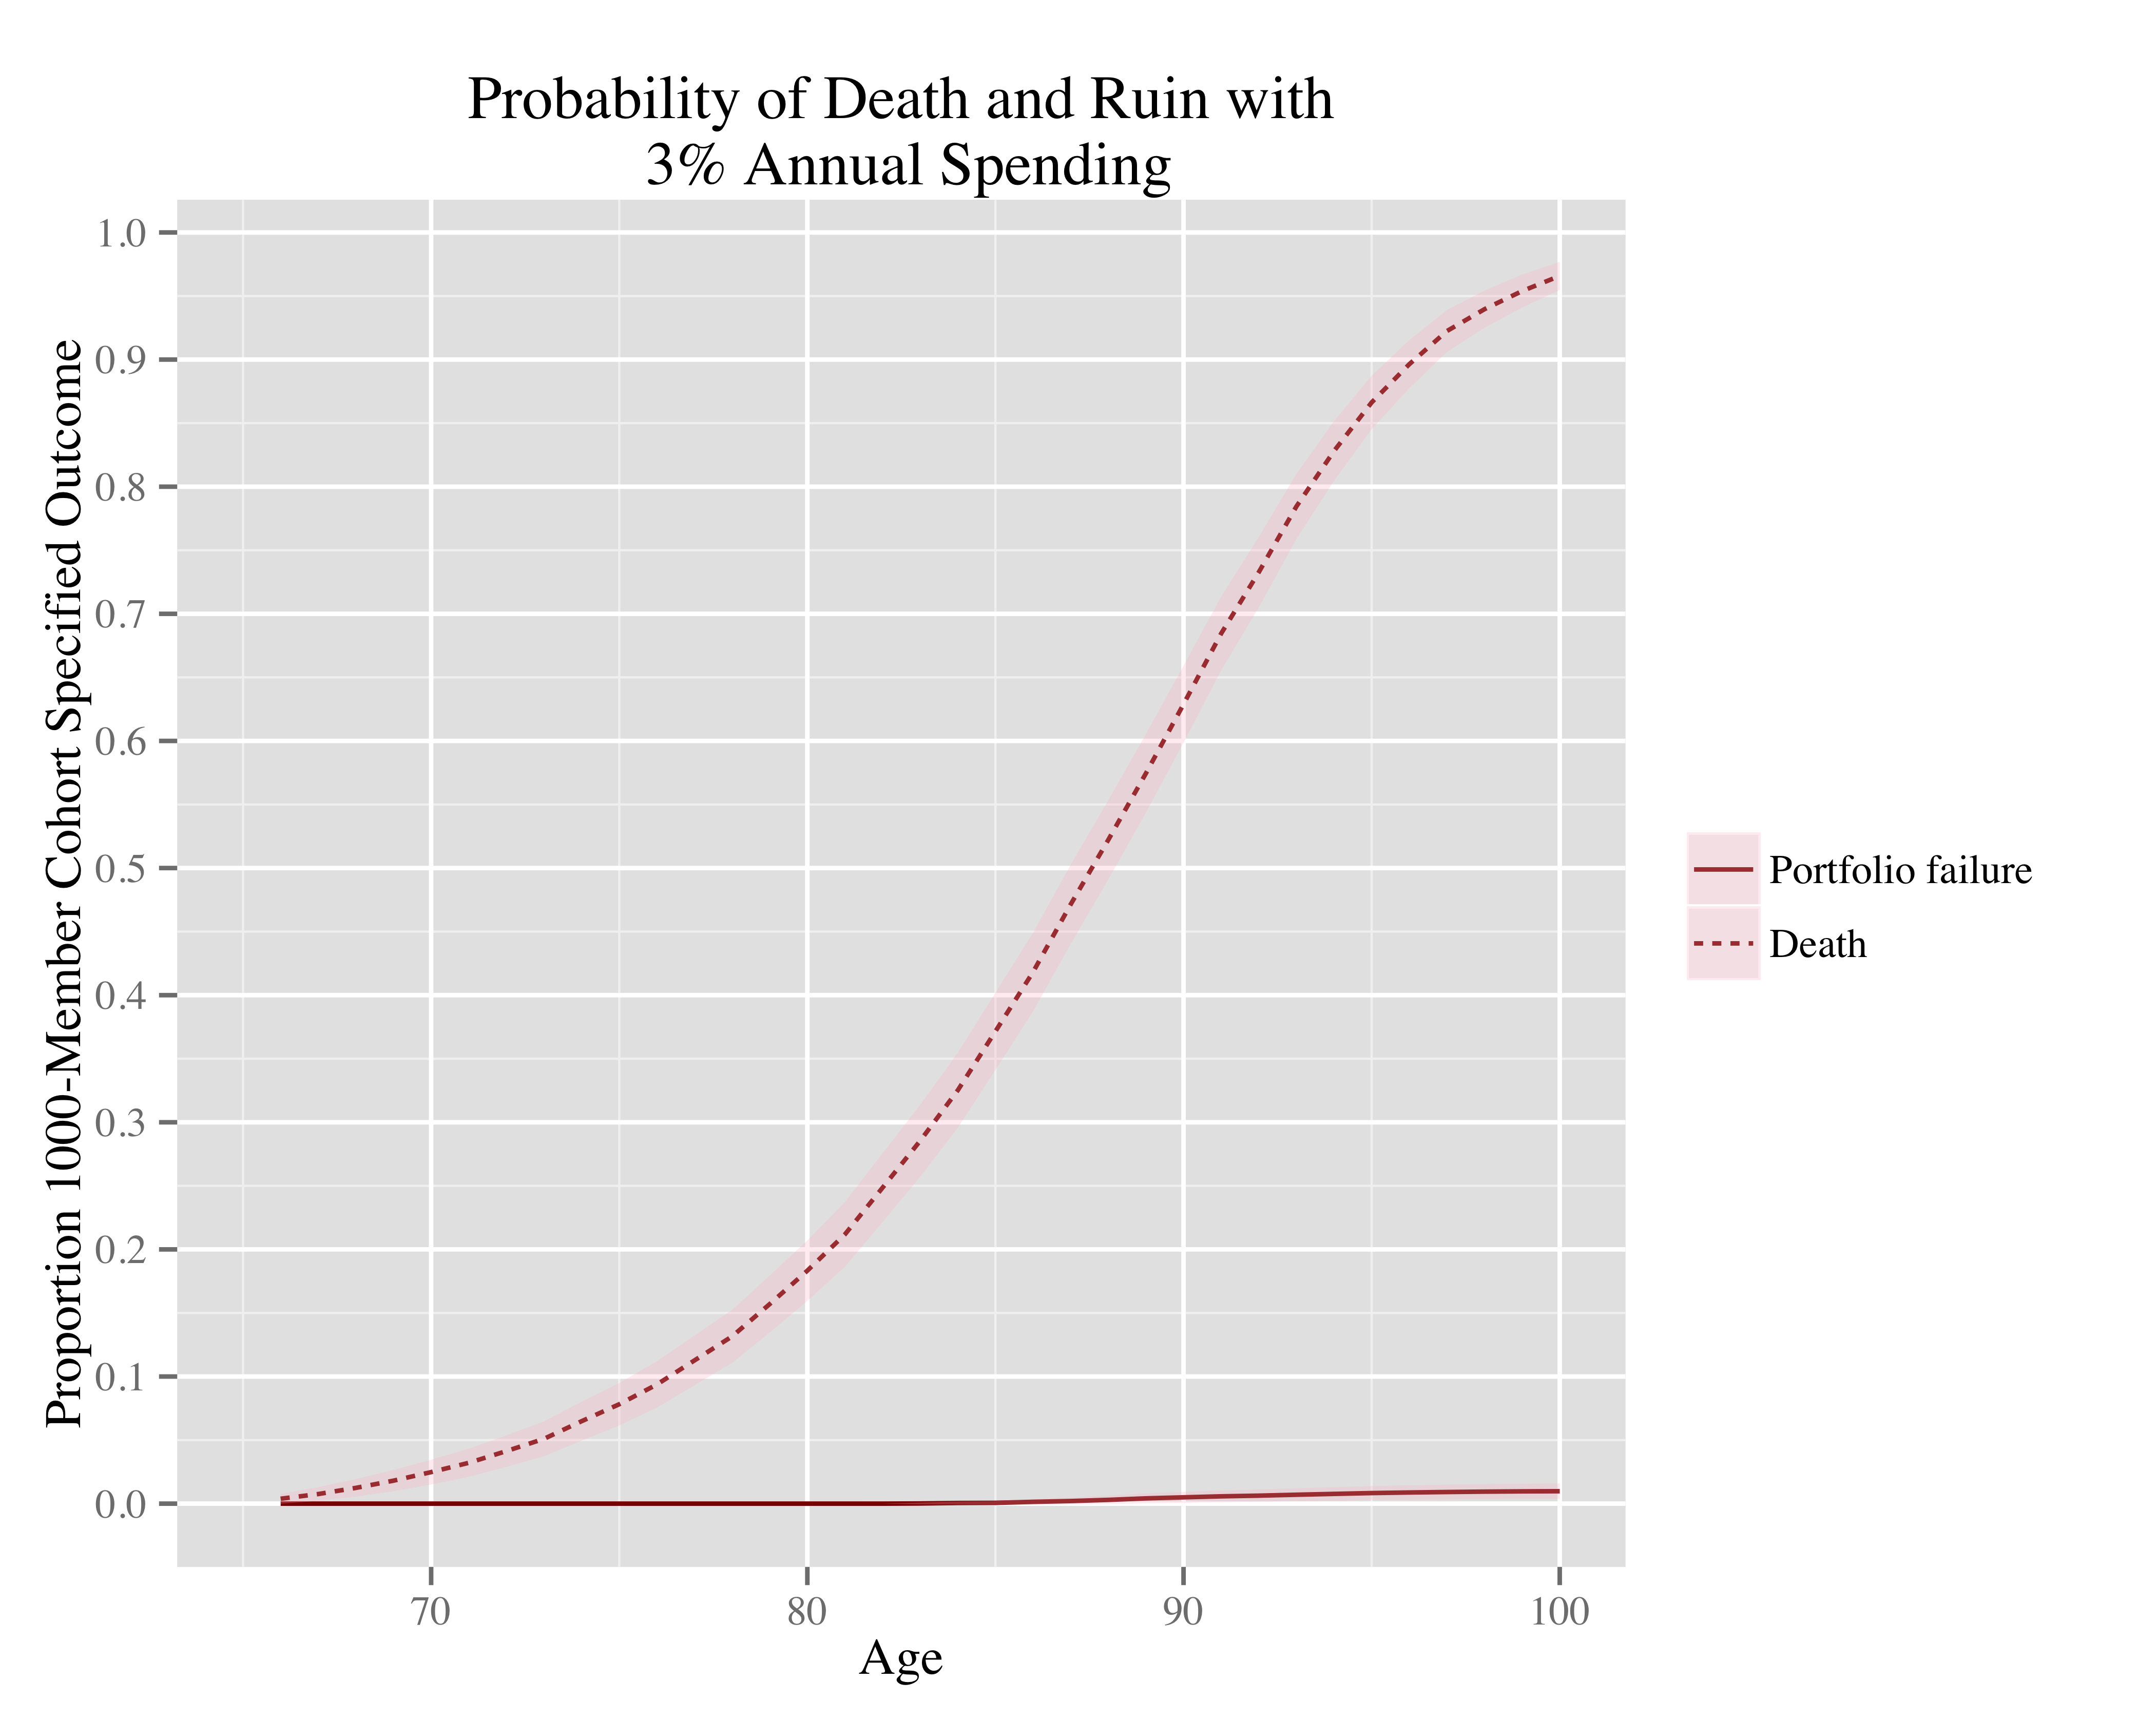 Probability of Death and Ruin with
3% Annual Spending
Proportion 1000-Member Cohort Specified Outcome
1.0
0.9
0.8
0.7
0.6
0.5
0.4
0.3
0.2
0.1
0.0
70
80
90
100
Age
Portfolio failure
Death